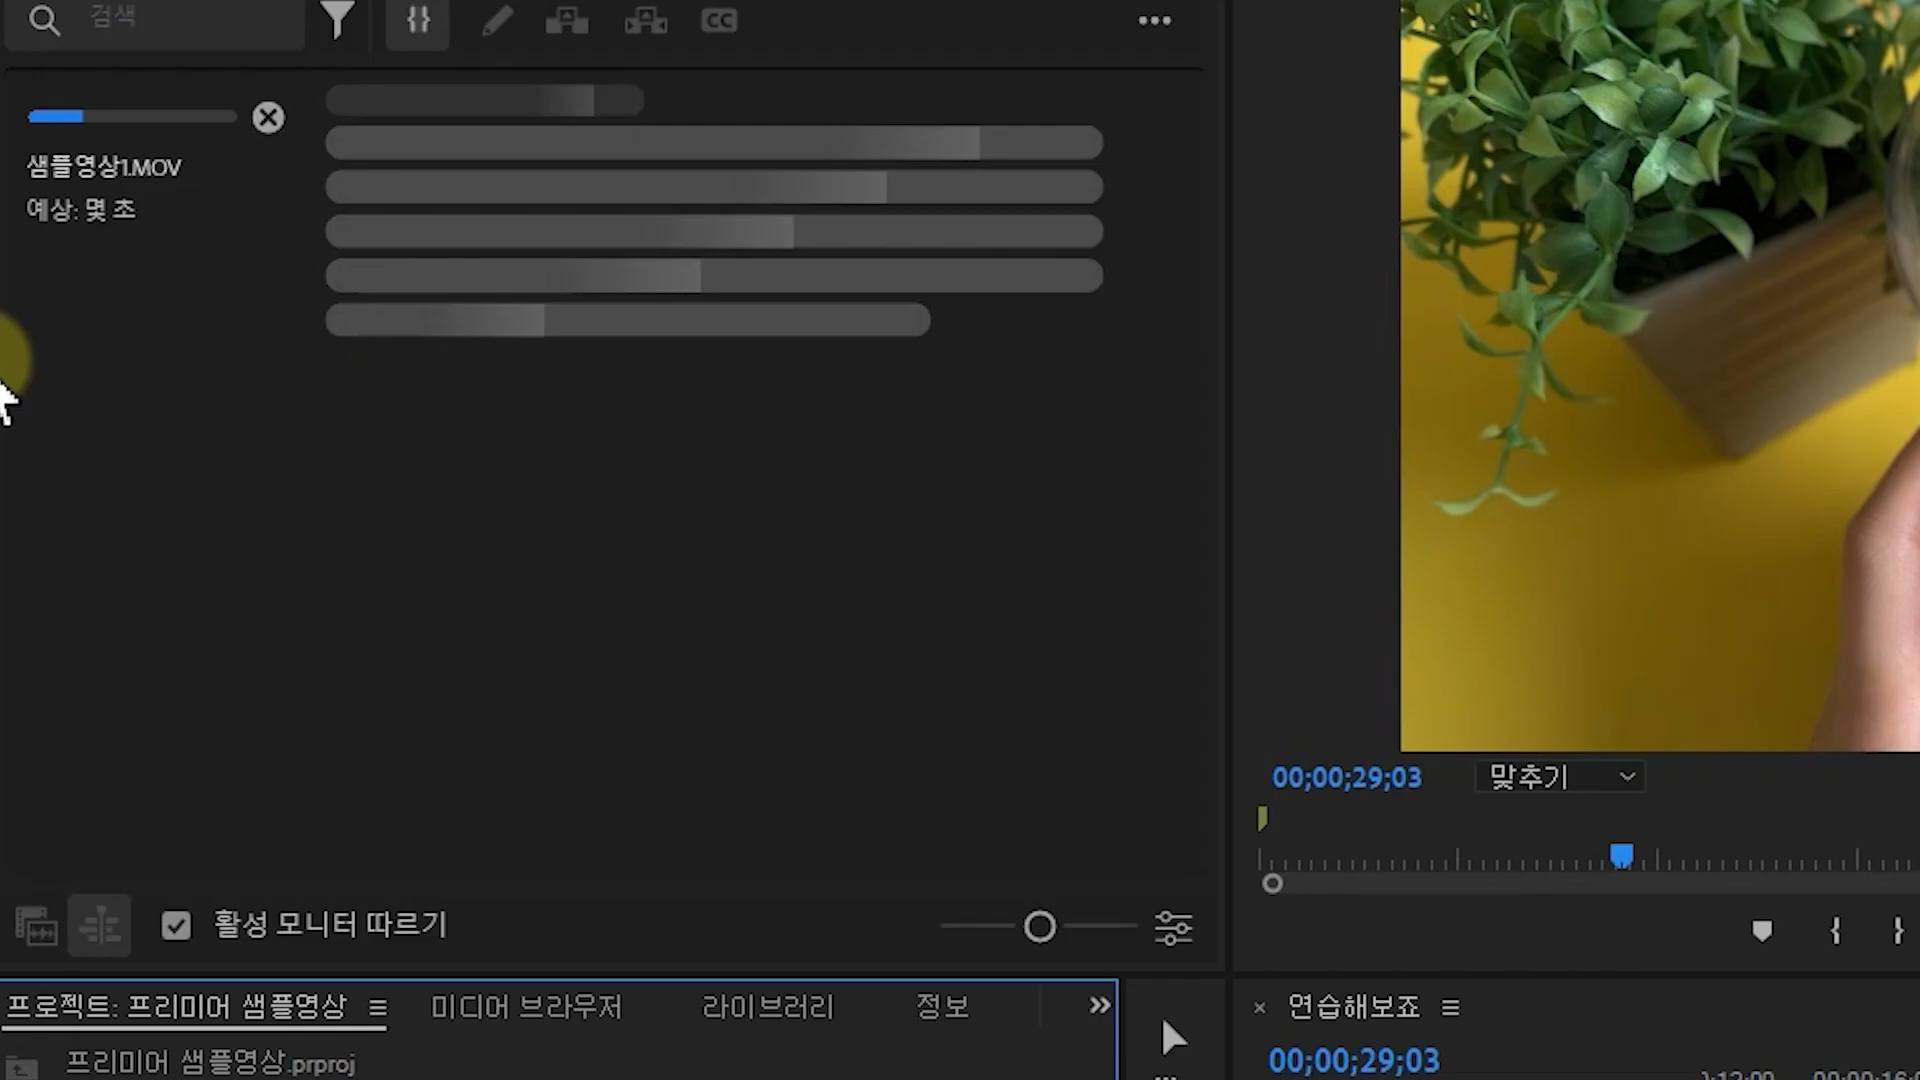 검색
CC
샘플영상1.MOV
예상: 몇 초
00;00;29;03
맞추기
활성 모니터 따르기
프로젝트: 프리미어 샘플영상
미디어 브라우저
라이브러리
정보
연습해보죠
프리미어 샘플영상.prproj
00;00;29;03